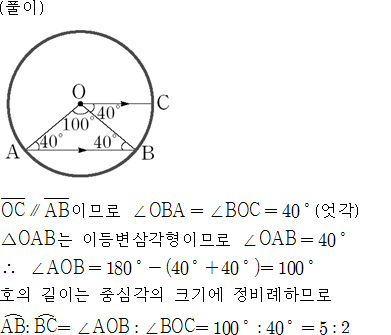 (풀이)
O
40°
C
100°
A
40°
40°
B
OC̅ ∥ AB̅이므로 ∠OBA = ∠BOC = 40° (엇각)
△OAB는 이등변삼각형이므로 ∠OAB = 40°
∴ ∠AOB = 180° − (40° + 40°) = 100°
호의 길이는 중심각의 크기에 정비례하므로
A͡B : B͡C = ∠AOB : ∠BOC = 100° : 40° = 5 : 2